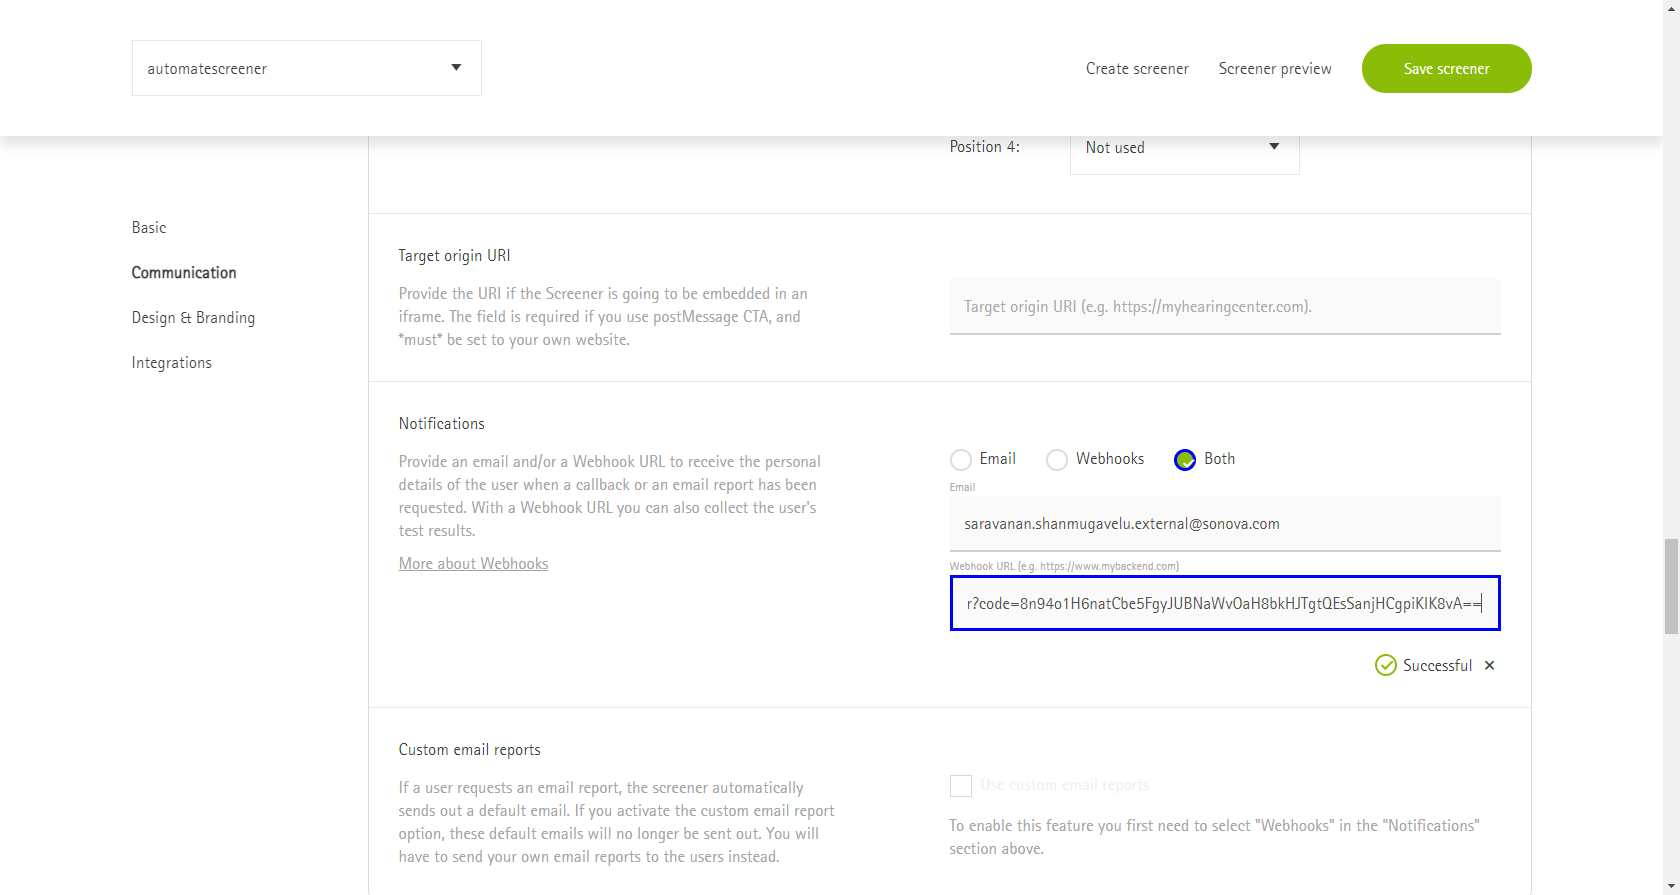 automatescreener
Create screener
Screener preview
Save screener
Position 4:
Not used
Basic
Communication
Design & Branding
Integrations
Target origin URI
Provide the URI if the Screener is going to be embedded in an
iframe. The field is required if you use postMessage CTA, and
*must* be set to your own website.
Target origin URI (e.g. https://myhearingcenter.com).
Notifications
Provide an email and/or a Webhook URL to receive the personal
details of the user when a callback or an email report has been
requested. With a Webhook URL you can also collect the user's
test results.
More about Webhooks
Email
Webhooks
Both
Email
saravanan.shanmugavelu.external@sonova.com
Webhook URL (e.g. https://www.mybackend.com)
r?code=8n94o1H6natCbe5FgyJUBNaWvOaH8bkHJTgtQEsSanjHCgpiKIK8vA==
Successful
Custom email reports
If a user requests an email report, the screener automatically
sends out a default email. If you activate the custom email report
option, these default emails will no longer be sent out. You will
have to send your own email reports to the users instead.
Use custom email reports
To enable this feature you first need to select "Webhooks" in the "Notifications"
section above.